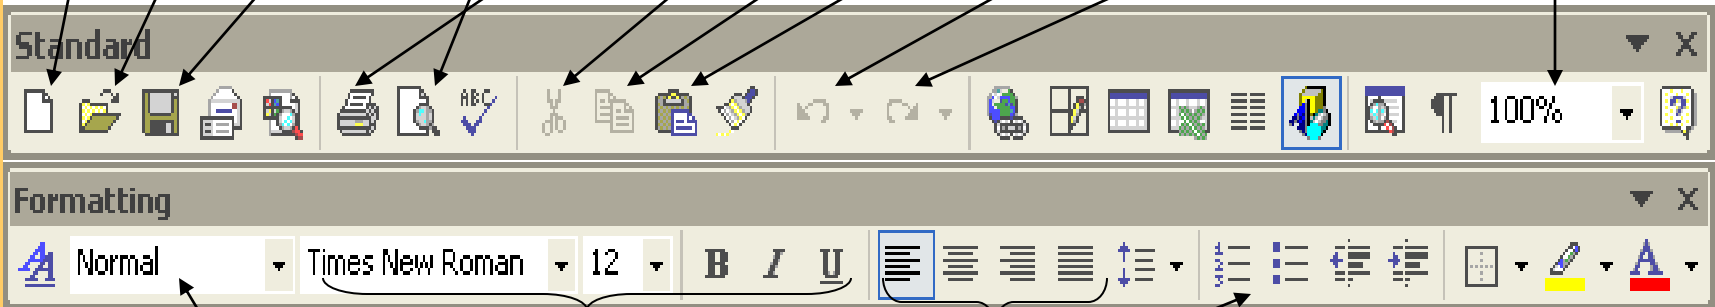 Standard
ABC 100% ?
Formatting
A Normal Times New Roman 12 B I U A